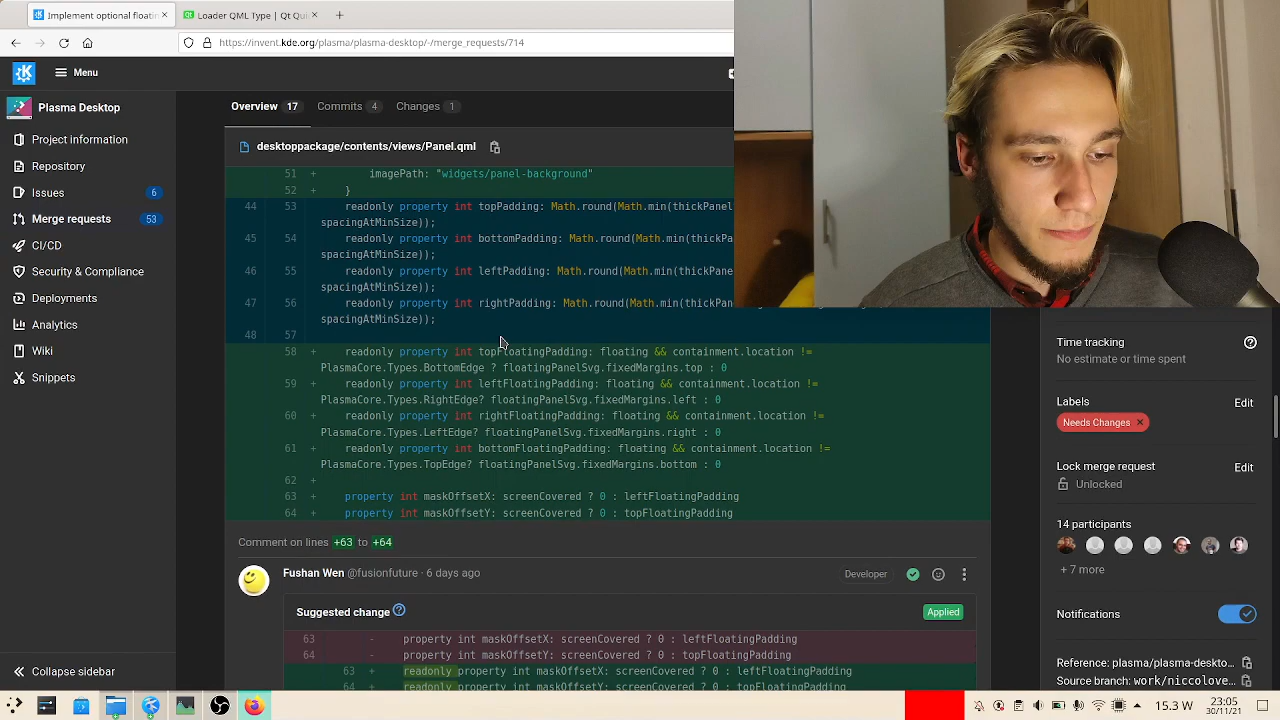 Implement optional floatin
Loader QML Type | Qt Qui
https://invent.kde.org/plasma/plasma-desktop/-/merge_requests/714
Menu
Plasma Desktop
Project information
Repository
Issues 6
Merge requests 53
CI/CD
Security & Compliance
Deployments
Analytics
Wiki
Snippets
Collapse sidebar
Overview 17 Commits 4 Changes 1
desktoppackage/contents/views/Panel.qml
51 + imagePath: "widgets/panel-background"
52 + }
44 53 readonly property int topPadding: Math.round(Math.min(thickPanel
spacingAtMinSize));
45 54 readonly property int bottomPadding: Math.round(Math.min(thickPa
spacingAtMinSize));
46 55 readonly property int leftPadding: Math.round(Math.min(thickPane
spacingAtMinSize));
47 56 readonly property int rightPadding: Math.round(Math.min(thickPan
spacingAtMinSize));
48 57
58 + readonly property int topFloatingPadding: floating && containment.location !=
PlasmaCore.Types.BottomEdge ? floatingPanelSvg.fixedMargins.top : 0
59 + readonly property int leftFloatingPadding: floating && containment.location !=
PlasmaCore.Types.RightEdge? floatingPanelSvg.fixedMargins.left : 0
60 + readonly property int rightFloatingPadding: floating && containment.location !=
PlasmaCore.Types.LeftEdge? floatingPanelSvg.fixedMargins.right : 0
61 + readonly property int bottomFloatingPadding: floating && containment.location !=
PlasmaCore.Types.TopEdge? floatingPanelSvg.fixedMargins.bottom : 0
62 +
63 + property int maskOffsetX: screenCovered ? 0 : leftFloatingPadding
64 + property int maskOffsetY: screenCovered ? 0 : topFloatingPadding
Comment on lines +63 to +64
Fushan Wen @fusionfuture · 6 days ago
Developer
Suggested change
Applied
63 - property int maskOffsetX: screenCovered ? 0 : leftFloatingPadding
64 - property int maskOffsetY: screenCovered ? 0 : topFloatingPadding
63 + readonly property int maskOffsetX: screenCovered ? 0 : leftFloatingPadding
64 + readonly property int maskOffsetY: screenCovered ? 0 : topFloatingPadding
Time tracking
No estimate or time spent
Labels Edit
Needs Changes
Lock merge request Edit
Unlocked
14 participants
+ 7 more
Notifications
Reference: plasma/plasma-deskto...
Source branch: work/niccolove...
15.3 W
23:05
30/11/21